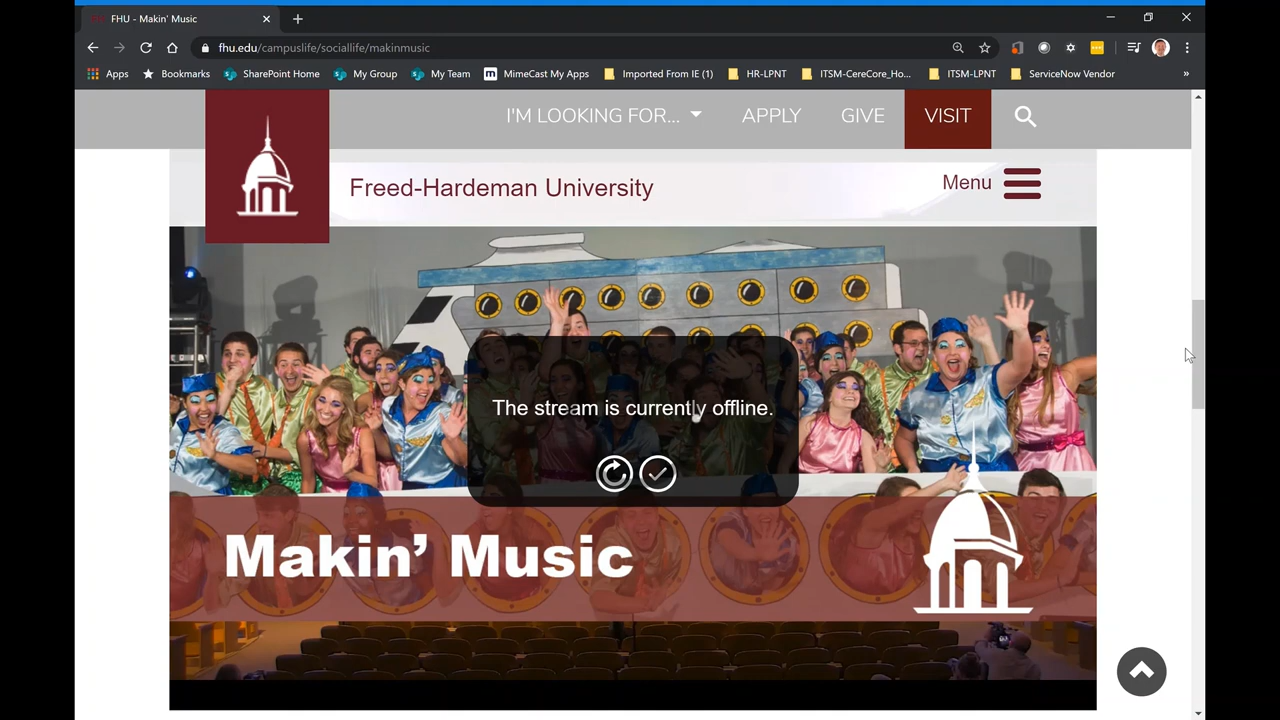 FHU - Makin' Music
fhu.edu/campuslife/sociallife/makinmusic
Apps Bookmarks SharePoint Home My Group My Team MimeCast My Apps Imported From IE (1) HR-LPNT ITSM-CereCore_Ho... ITSM-LPNT ServiceNow Vendor »
I'M LOOKING FOR... APPLY GIVE VISIT
Freed-Hardeman University Menu
The stream is currently offline.
Makin’ Music